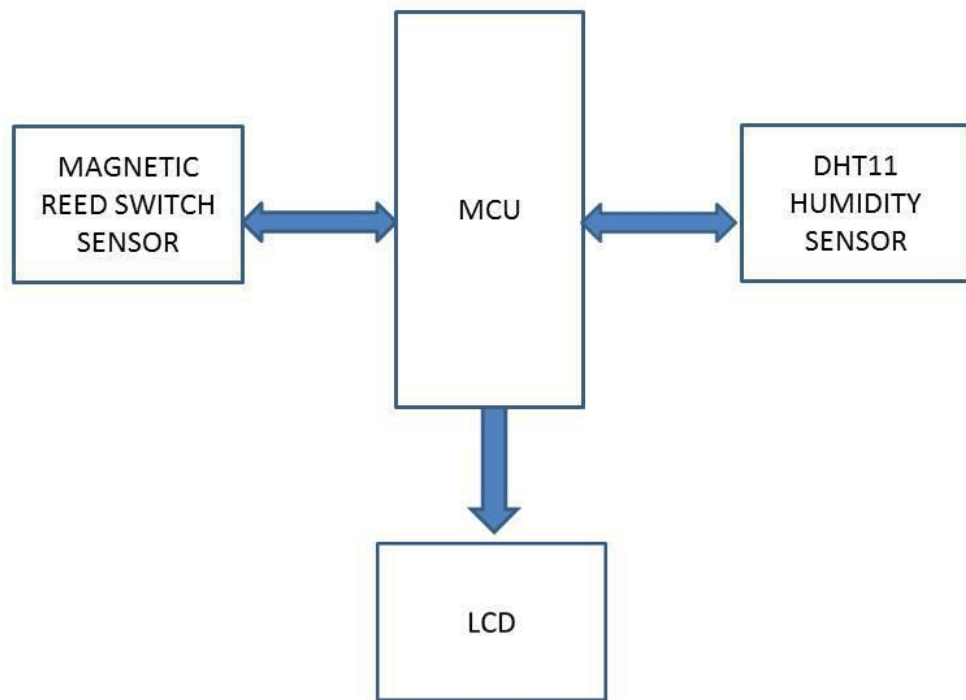 MAGNETIC
REED SWITCH
SENSOR
MCU
DHT11
HUMIDITY
SENSOR
LCD